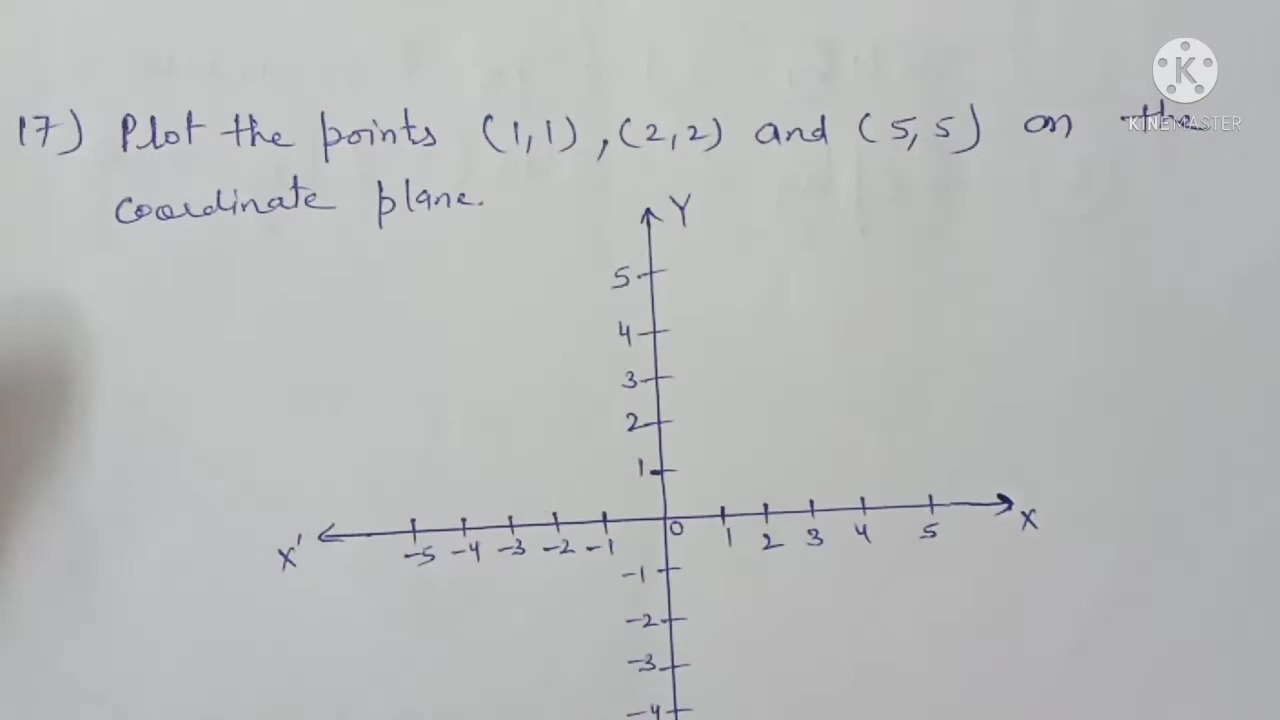 17) Plot the points (1,1), (2,2) and (5,5) on the
coordinate plane.
K
KINEMASTER
Y
5
4
3
2
1
X' -5 -4 -3 -2 -1 0 1 2 3 4 5 X
-1
-2
-3
-4